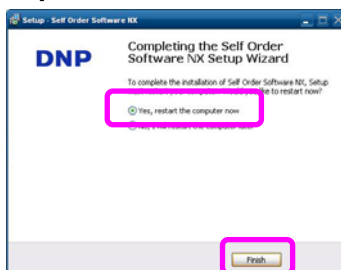 Setup - Self Order Software NX
DNP
Completing the Self Order
Software NX Setup Wizard
To complete the installation of Self Order Software NX, Setup
like to restart now?
Yes, restart the computer now
Finish